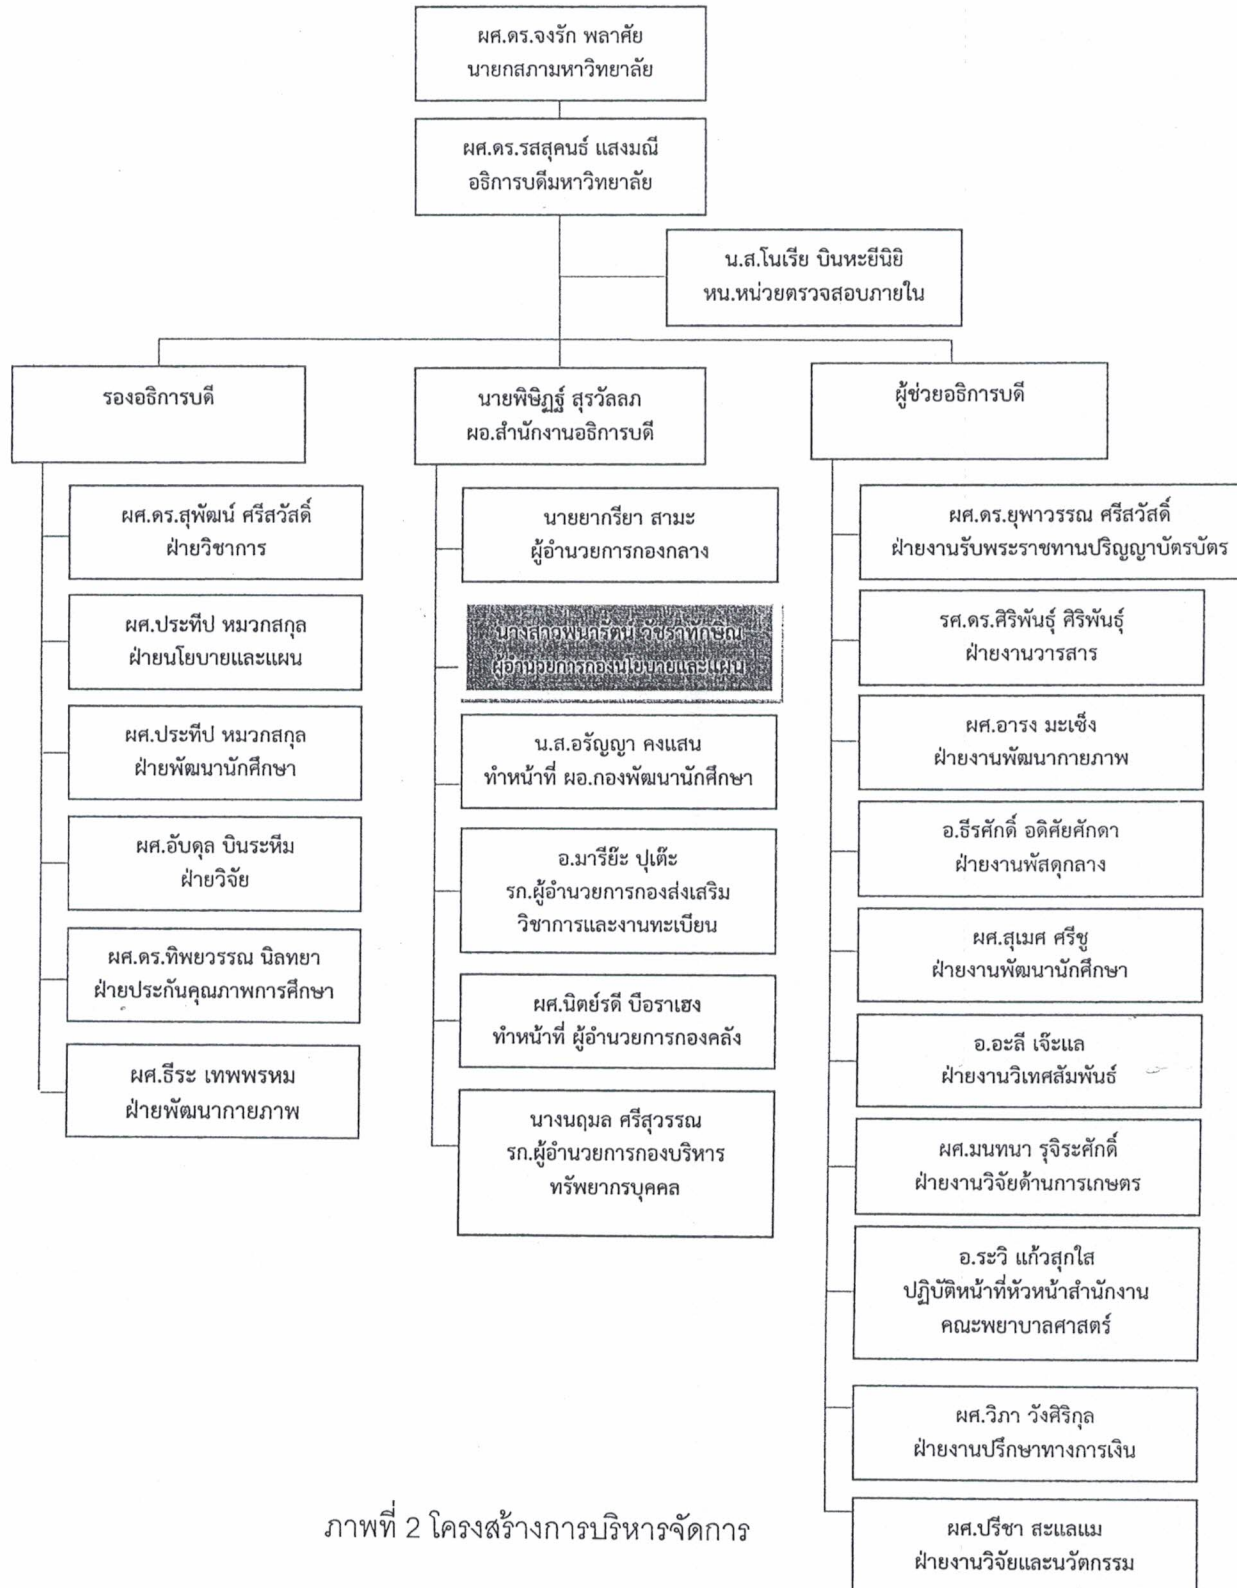 ผศ.ดร.จงรัก พลาศัย
นายกสภามหาวิทยาลัย
ผศ.ดร.รสสุคนธ์ แสงมณี
อธิการบดีมหาวิทยาลัย
น.ส.โนเรีย บินหะยีนิยิ
หน.หน่วยตรวจสอบภายใน
รองอธิการบดี
ผศ.ดร.สุพัฒน์ ศรีสวัสดิ์
ฝ่ายวิชาการ
ผศ.ประทีป หมวกสกุล
ฝ่ายนโยบายและแผน
ผศ.ประทีป หมวกสกุล
ฝ่ายพัฒนานักศึกษา
ผศ.อับดุล บินระหีม
ฝ่ายวิจัย
ผศ.ดร.ทิพยวรรณ นิลทยา
ฝ่ายประกันคุณภาพการศึกษา
ผศ.ธีระ เทพพรหม
ฝ่ายพัฒนากายภาพ
นายพิษิฏฐ์ สุรวัลลภ
ผอ.สำนักงานอธิการบดี
นายยากรียา สามะ
ผู้อำนวยการกองกลาง
นางสาวพนารัตน์ วัชราทักษิณ
ผู้อำนวยการกองนโยบายและแผน
น.ส.อรัญญา คงแสน
ทำหน้าที่ ผอ.กองพัฒนานักศึกษา
อ.มารีย๊ะ ปุเต๊ะ
รก.ผู้อำนวยการกองส่งเสริม
วิชาการและงานทะเบียน
ผศ.นิตย์รดี บือราเฮง
ทำหน้าที่ ผู้อำนวยการกองคลัง
นางนฤมล ศรีสุวรรณ
รก.ผู้อำนวยการกองบริหาร
ทรัพยากรบุคคล
ผู้ช่วยอธิการบดี
ผศ.ดร.ยุพาวรรณ ศรีสวัสดิ์
ฝ่ายงานรับพระราชทานปริญญาบัตรบัตร
รศ.ดร.ศิริพันธุ์ ศิริพันธุ์
ฝ่ายงานวารสาร
ผศ.อารง มะเซ็ง
ฝ่ายงานพัฒนากายภาพ
อ.ธีรศักดิ์ อดิศัยศักดา
ฝ่ายงานพัสดุกลาง
ผศ.สุเมศ ศรีชู
ฝ่ายงานพัฒนานักศึกษา
อ.อะลี เจ๊ะแล
ฝ่ายงานวิเทศสัมพันธ์
ผศ.มนทนา รุจิระศักดิ์
ฝ่ายงานวิจัยด้านการเกษตร
อ.ระวิ แก้วสุกใส
ปฏิบัติหน้าที่หัวหน้าสำนักงาน
คณะพยาบาลศาสตร์
ผศ.วิภา วังศิริกุล
ฝ่ายงานปรึกษาทางการเงิน
ผศ.ปรีชา สะแลแม
ฝ่ายงานวิจัยและนวัตกรรม
ภาพที่ 2 โครงสร้างการบริหารจัดการ